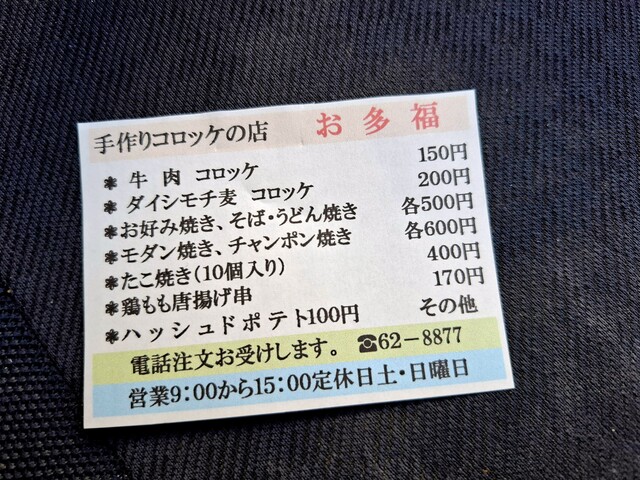 手作りコロッケの店 お多福
❃ 牛肉 コロッケ 150円
❃ ダイシモチ麦 コロッケ 200円
❃お好み焼き、そば・うどん焼き 各500円
❃モダン焼き、チャンポン焼き 各600円
❃たこ焼き(10個入り) 400円
❃鶏もも唐揚げ串 170円
❃ハッシュドポテト100円 その他
電話注文お受けします。 ☎62－8877
営業9:00から15:00定休日土・日曜日